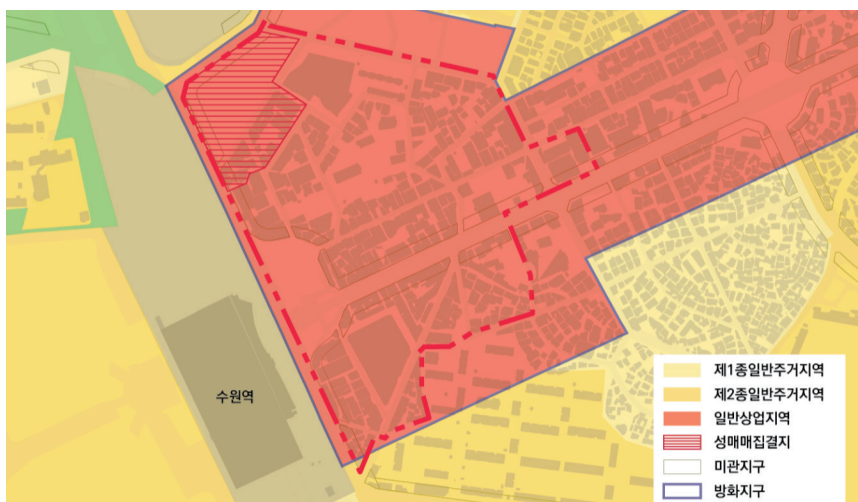 수원역
제1종일반주거지역
제2종일반주거지역
일반상업지역
성매매집결지
미관지구
방화지구